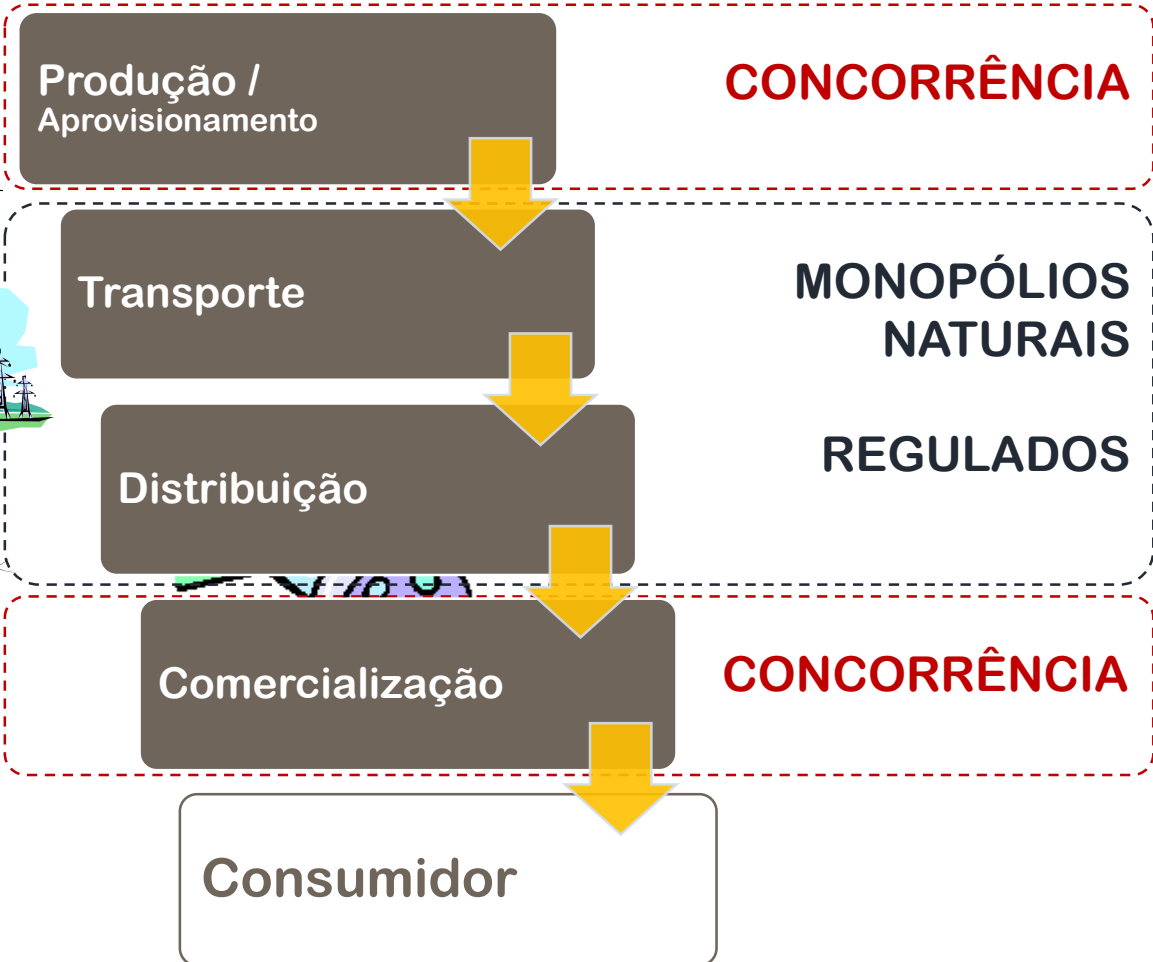 Produção /
Aprovisionamento
CONCORRÊNCIA
Transporte
MONOPÓLIOS
NATURAIS
Distribuição
REGULADOS
Comercialização
CONCORRÊNCIA
Consumidor